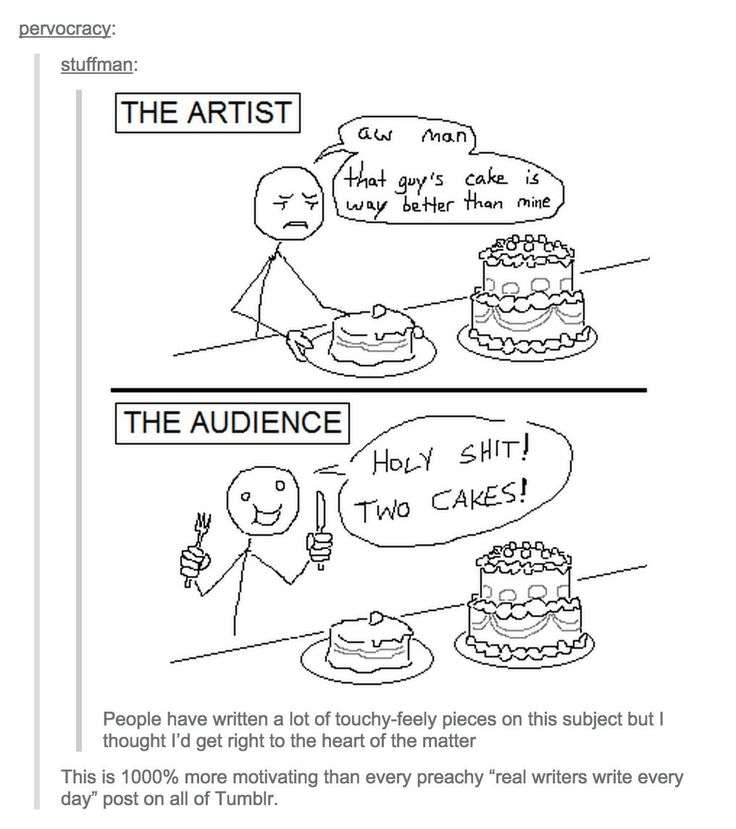 pervocracy:
stuffman:
THE ARTIST
aw man
that guy's cake is
way better than mine
THE AUDIENCE
HOLY SHIT!
TWO CAKES!
People have written a lot of touchy-feely pieces on this subject but I
thought I'd get right to the heart of the matter
This is 1000% more motivating than every preachy “real writers write every
day” post on all of Tumblr.